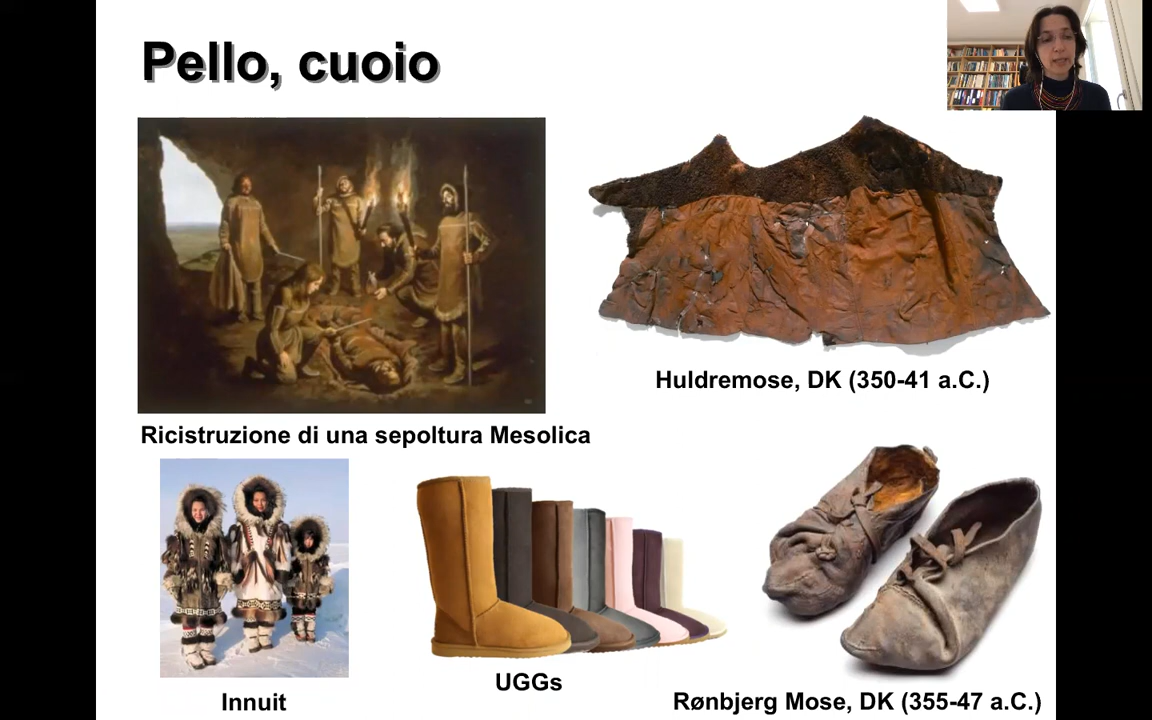 Pello, cuoio
Huldremose, DK (350-41 a.C.)
Ricistruzione di una sepoltura Mesolica
Innuit
UGGs
Rønbjerg Mose, DK (355-47 a.C.)